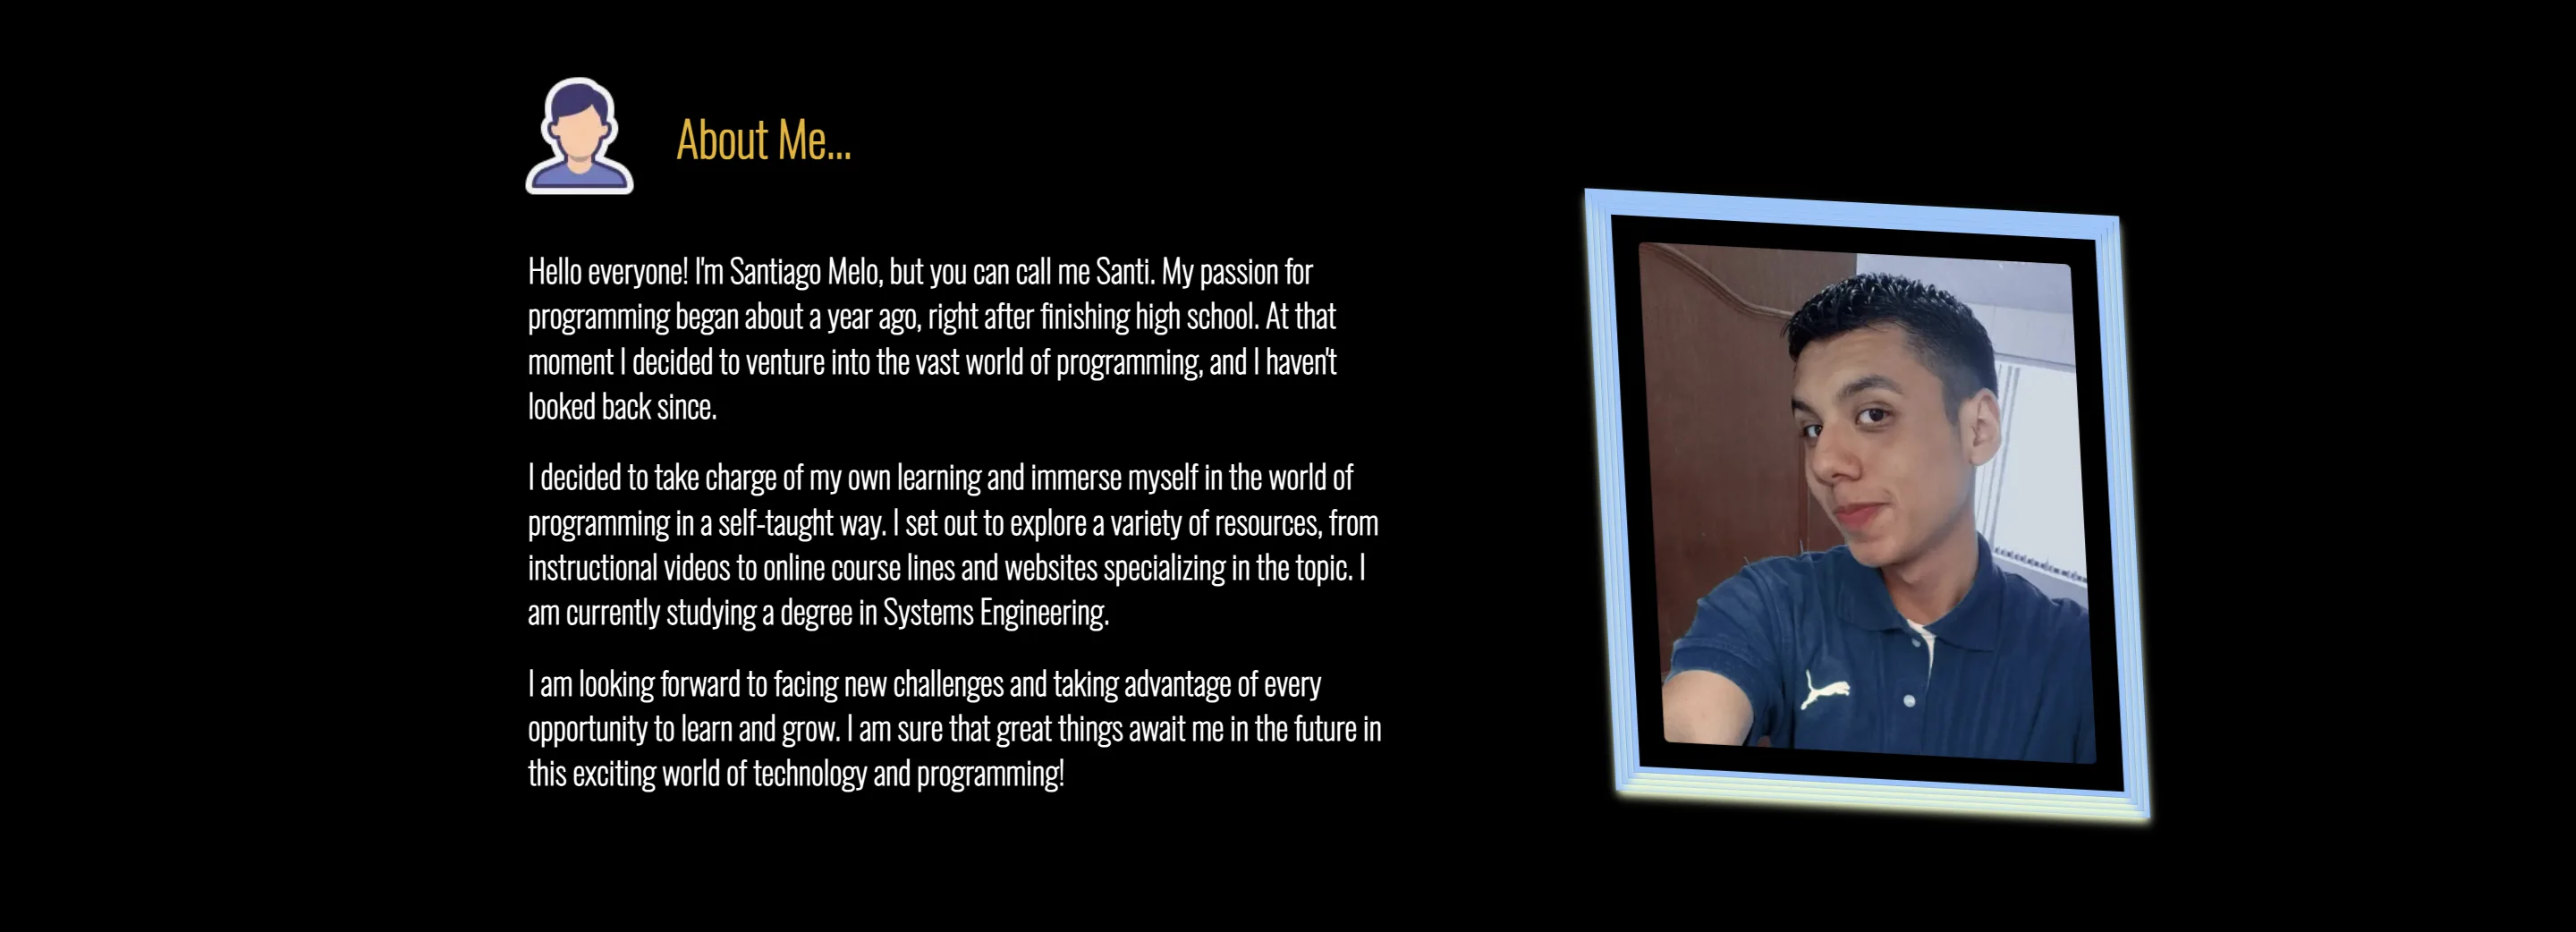 About Me...
Hello everyone! I'm Santiago Melo, but you can call me Santi. My passion for
programming began about a year ago, right after finishing high school. At that
moment I decided to venture into the vast world of programming, and I haven't
looked back since.
I decided to take charge of my own learning and immerse myself in the world of
programming in a self-taught way. I set out to explore a variety of resources, from
instructional videos to online course lines and websites specializing in the topic. I
am currently studying a degree in Systems Engineering.
I am looking forward to facing new challenges and taking advantage of every
opportunity to learn and grow. I am sure that great things await me in the future in
this exciting world of technology and programming!